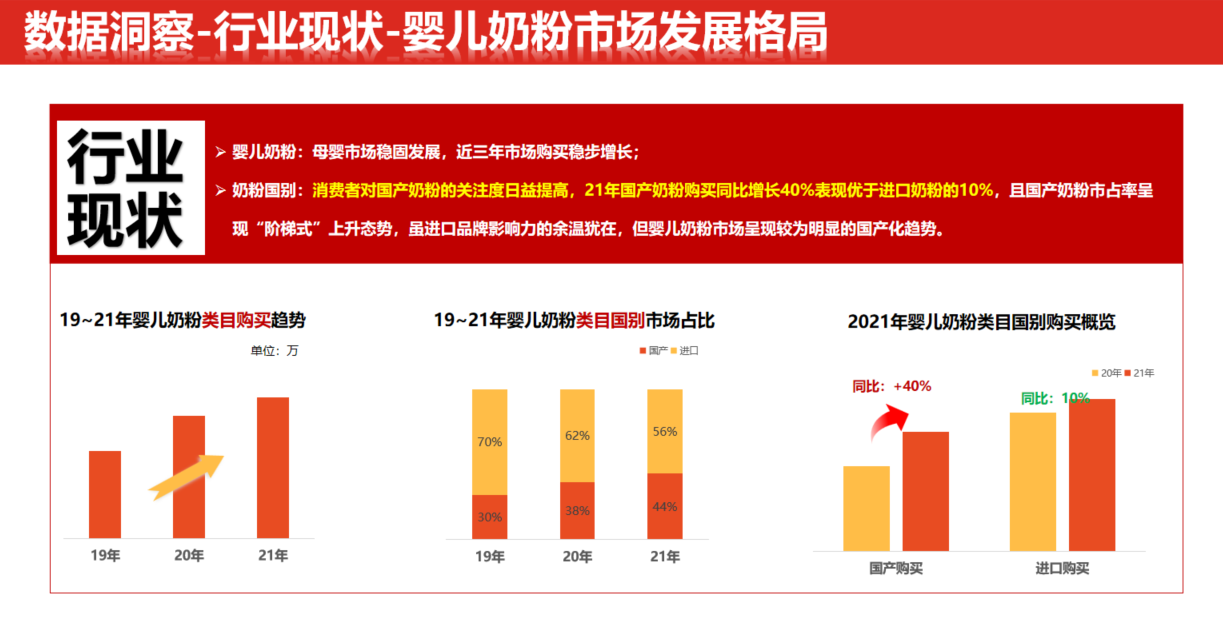 数据洞察-行业现状-婴儿奶粉市场发展格局
行业
现状
➢ 婴儿奶粉：母婴市场稳固发展，近三年市场购买稳步增长；
➢ 奶粉国别：消费者对国产奶粉的关注度日益提高，21年国产奶粉购买同比增长40%表现优于进口奶粉的10%，且国产奶粉市占率呈
现“阶梯式”上升态势，虽进口品牌影响力的余温犹在，但婴儿奶粉市场呈现较为明显的国产化趋势。
19~21年婴儿奶粉类目购买趋势
单位：万
19年 20年 21年
19~21年婴儿奶粉类目国别市场占比
国产 进口
70% 62% 56%
30% 38% 44%
19年 20年 21年
2021年婴儿奶粉类目国别购买概览
20年 21年
同比：+40%
同比：10%
国产购买 进口购买